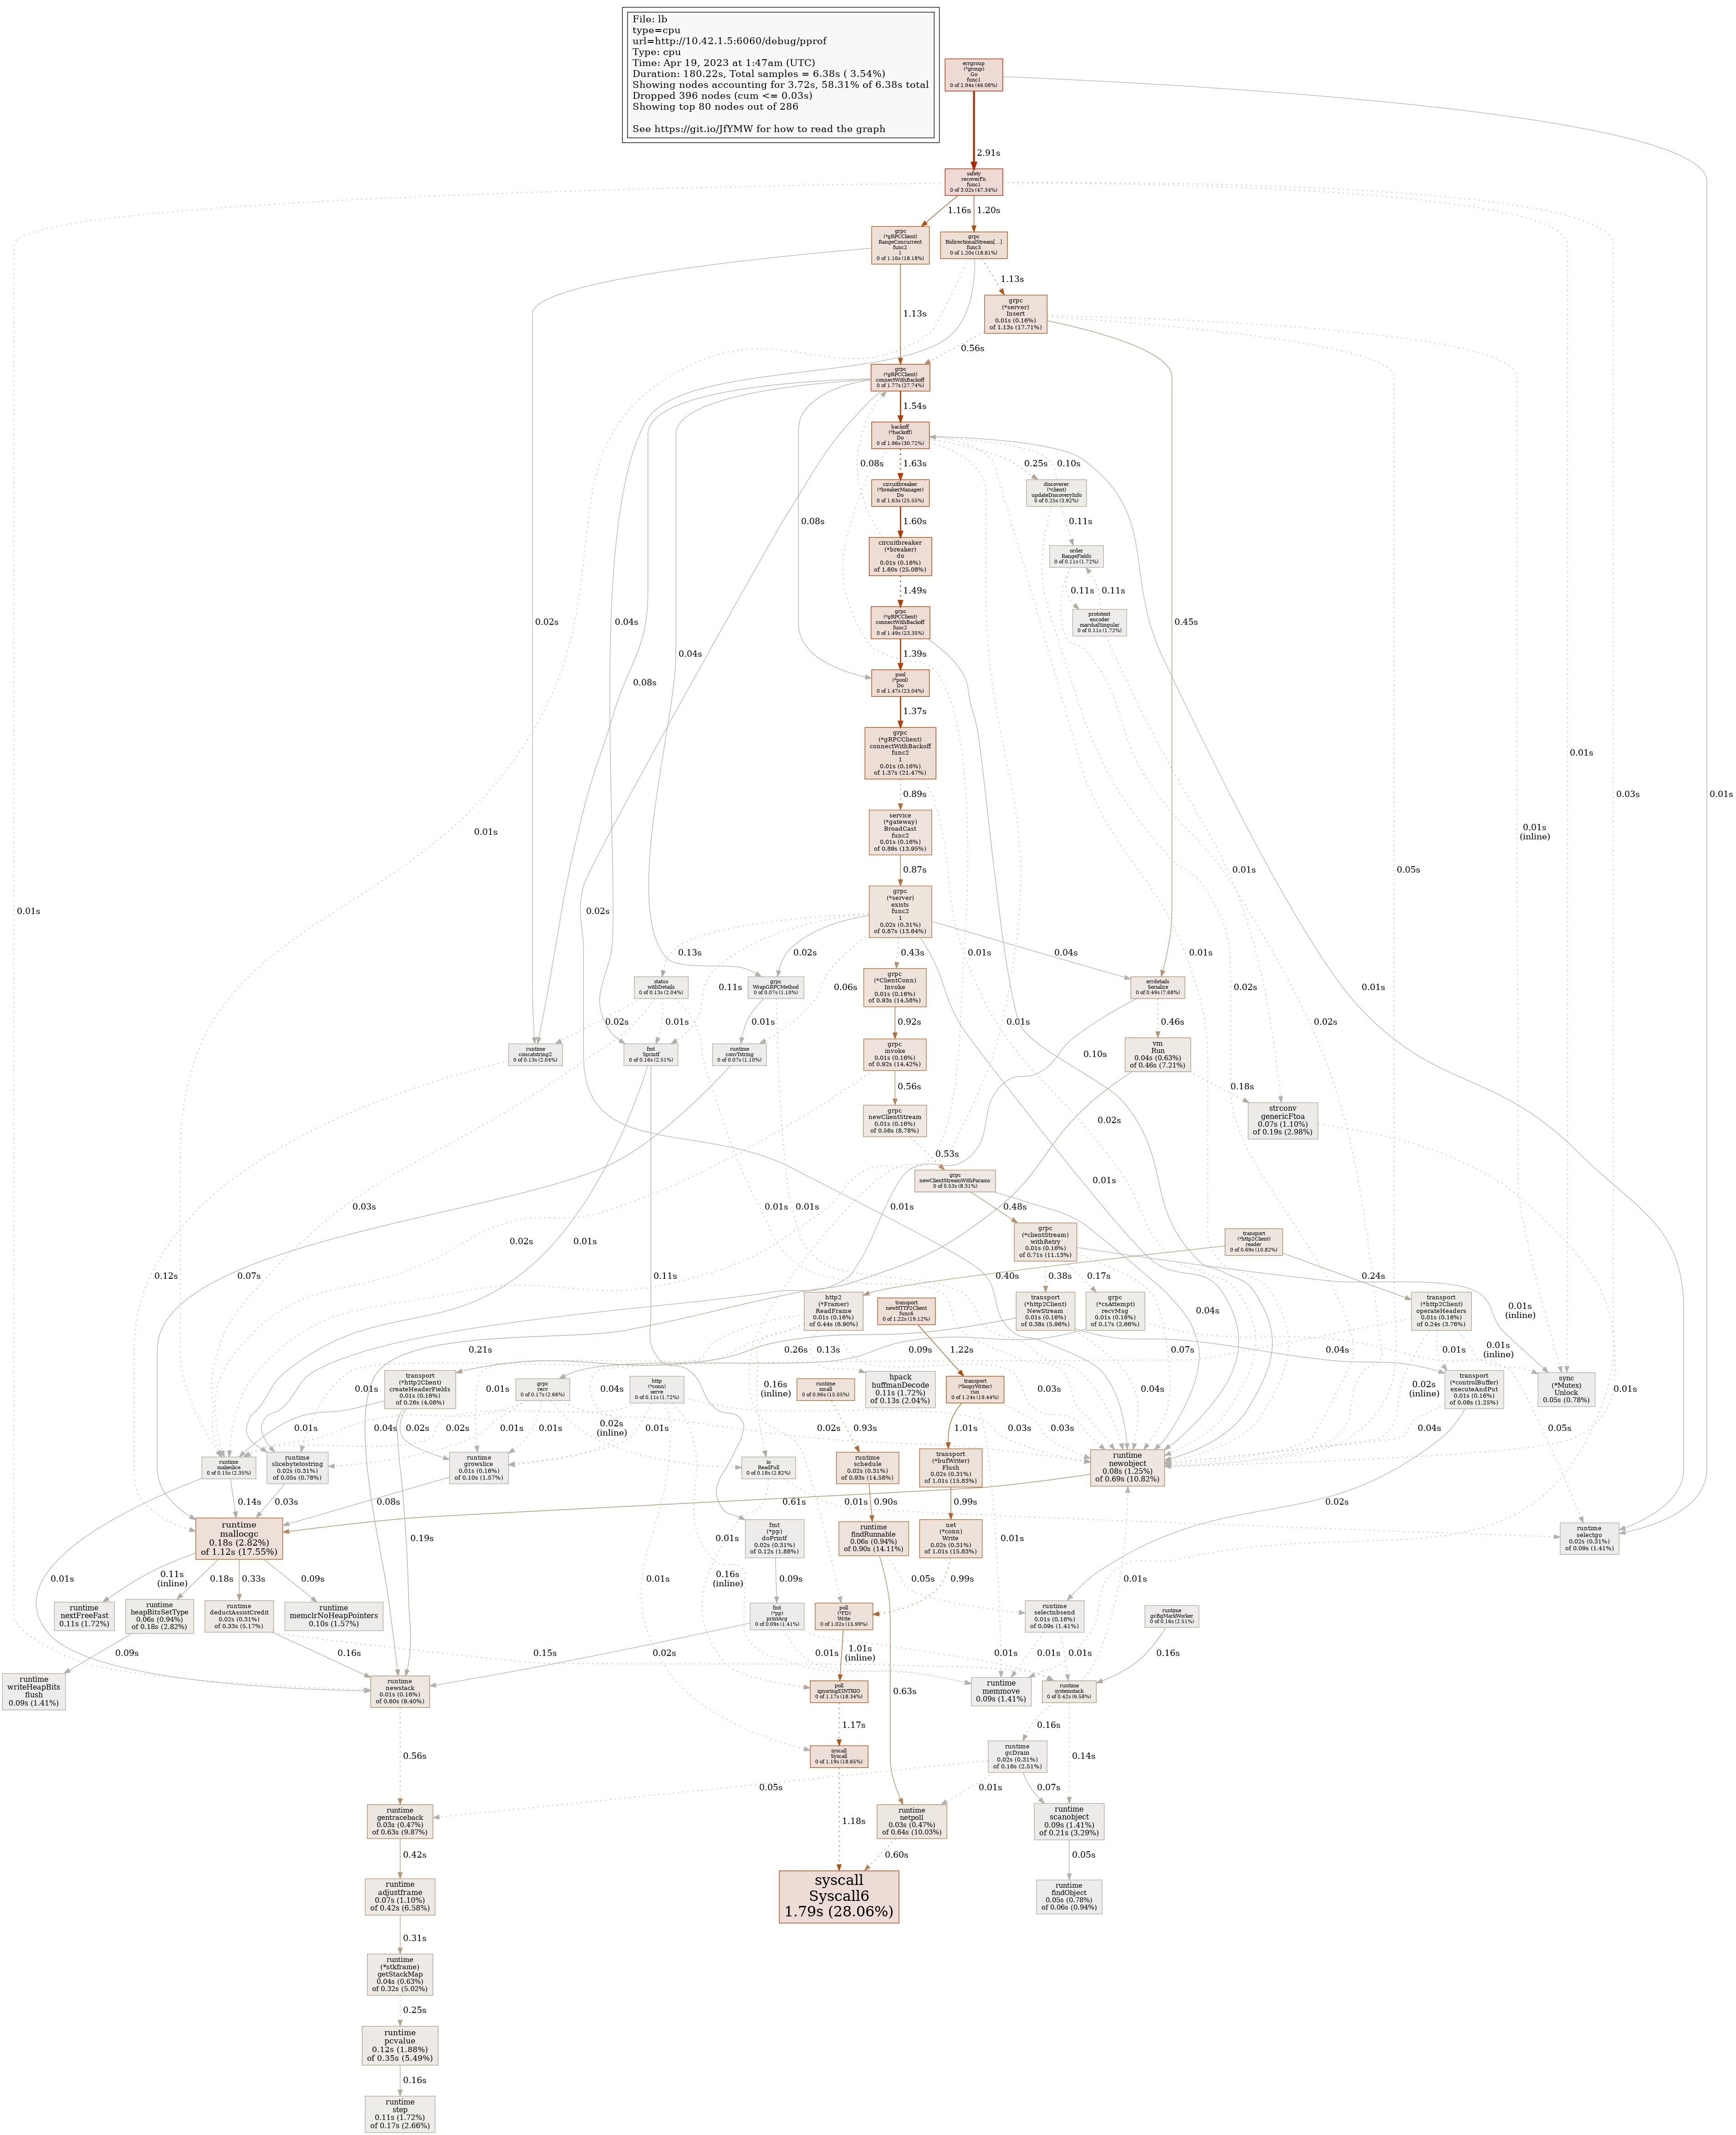 File: lb
type=cpu
url=http://10.42.1.5:6060/debug/pprof
Type: cpu
Time: Apr 19, 2023 at 1:47am (UTC)
Duration: 180.22s, Total samples = 6.38s ( 3.54%)
Showing nodes accounting for 3.72s, 58.31% of 6.38s total
Dropped 396 nodes (cum <= 0.03s)
Showing top 80 nodes out of 286
See https://git.io/JfYMW for how to read the graph
errgroup
(*group)
Go
func1
0 of 2.94s (46.08%)
2.91s
safety
recoverFn
func1
0 of 3.02s (47.34%)
1.16s
1.20s
grpc
(*gRPCClient)
RangeConcurrent
func2
1
0 of 1.16s (18.18%)
grpc
BidirectionalStream[...]
func3
0 of 1.20s (18.81%)
1.13s
grpc
(*server)
Insert
0.01s (0.16%)
of 1.13s (17.71%)
1.13s
0.56s
grpc
(*gRPCClient)
connectWithBackoff
0 of 1.77s (27.74%)
1.54s
backoff
(*backoff)
Do
0 of 1.96s (30.72%)
0.08s
1.63s
0.25s
0.10s
circuitbreaker
(*breakerManager)
Do
0 of 1.63s (25.55%)
discoverer
(*client)
updateDiscoveryInfo
0 of 0.25s (3.92%)
0.08s
1.60s
0.11s
circuitbreaker
(*breaker)
do
0.01s (0.16%)
of 1.60s (25.08%)
order
RangeFields
0 of 0.11s (1.72%)
1.49s
0.11s
0.11s
grpc
(*gRPCClient)
connectWithBackoff
func2
0 of 1.49s (23.35%)
prototext
encoder
marshalSingular
0 of 0.11s (1.72%)
0.02s
0.04s
0.45s
1.39s
0.04s
0.08s
pool
(*pool)
Do
0 of 1.47s (23.04%)
1.37s
grpc
(*gRPCClient)
connectWithBackoff
func2
1
0.01s (0.16%)
of 1.37s (21.47%)
0.01s
0.03s
0.01s
0.89s
service
(*gateway)
BroadCast
func2
0.01s (0.16%)
of 0.89s (13.95%)
0.01s
0.01s
(inline)
0.87s
0.01s
0.05s
grpc
(*server)
exists
func2
1
0.02s (0.31%)
of 0.87s (13.64%)
0.01s
0.02s
0.13s
0.02s
0.43s
0.01s
0.04s
0.01s
status
withDetails
0 of 0.13s (2.04%)
0.11s
grpc
WrapGRPCMethod
0 of 0.07s (1.10%)
0.06s
grpc
(*ClientConn)
Invoke
0.01s (0.16%)
of 0.93s (14.58%)
errdetails
Serialize
0 of 0.49s (7.68%)
0.02s
0.01s
0.02s
0.01s
0.01s
0.92s
0.01s
0.46s
0.02s
runtime
concatstring2
0 of 0.13s (2.04%)
fmt
Sprintf
0 of 0.16s (2.51%)
runtime
convTstring
0 of 0.07s (1.10%)
grpc
invoke
0.01s (0.16%)
of 0.92s (14.42%)
0.10s
vm
Run
0.04s (0.63%)
of 0.46s (7.21%)
0.56s
0.18s
grpc
newClientStream
0.01s (0.16%)
of 0.56s (8.78%)
0.02s
strconv
genericFtoa
0.07s (1.10%)
of 0.19s (2.98%)
0.53s
grpc
newClientStreamWithParams
0 of 0.53s (8.31%)
0.01s
0.03s
0.01s
0.01s
0.01s
0.48s
grpc
(*clientStream)
withRetry
0.01s (0.16%)
of 0.71s (11.13%)
transport
(*http2Client)
reader
0 of 0.69s (10.82%)
0.02s
0.01s
0.12s
0.07s
0.11s
0.40s
0.38s
0.17s
0.24s
http2
(*Framer)
ReadFrame
0.01s (0.16%)
of 0.44s (6.90%)
transport
newHTTP2Client
func6
0 of 1.22s (19.12%)
transport
(*http2Client)
NewStream
0.01s (0.16%)
of 0.38s (5.96%)
grpc
(*csAttempt)
recvMsg
0.01s (0.16%)
of 0.17s (2.66%)
0.04s
0.01s
(inline)
transport
(*http2Client)
operateHeaders
0.01s (0.16%)
of 0.24s (3.76%)
0.21s
0.26s
0.13s
0.09s
1.22s
0.07s
0.04s
0.01s
0.01s
(inline)
transport
(*http2Client)
createHeaderFields
0.01s (0.16%)
of 0.26s (4.08%)
grpc
recv
0 of 0.17s (2.66%)
http
(*conn)
serve
0 of 0.11s (1.72%)
0.16s
(inline)
runtime
mcall
0 of 0.96s (15.05%)
hpack
huffmanDecode
0.11s (1.72%)
of 0.13s (2.04%)
transport
(*loopyWriter)
run
0 of 1.24s (19.44%)
transport
(*controlBuffer)
executeAndPut
0.01s (0.16%)
of 0.08s (1.25%)
sync
(*Mutex)
Unlock
0.05s (0.78%)
0.01s
0.01s
0.04s
0.03s
0.04s
0.02s
(inline)
0.01s
0.01s
0.04s
0.02s
0.02s
0.01s
0.01s
0.02s
(inline)
0.01s
0.02s
0.93s
1.01s
0.03s
0.03s
0.04s
0.05s
runtime
makeslice
0 of 0.15s (2.35%)
runtime
slicebytetostring
0.02s (0.31%)
of 0.05s (0.78%)
runtime
growslice
0.01s (0.16%)
of 0.10s (1.57%)
io
ReadFull
0 of 0.18s (2.82%)
runtime
schedule
0.02s (0.31%)
of 0.93s (14.58%)
transport
(*bufWriter)
Flush
0.02s (0.31%)
of 1.01s (15.83%)
runtime
newobject
0.08s (1.25%)
of 0.69s (10.82%)
0.14s
0.03s
0.08s
0.61s
0.01s
0.90s
0.99s
0.02s
runtime
mallocgc
0.18s (2.82%)
of 1.12s (17.55%)
0.19s
0.01s
fmt
(*pp)
doPrintf
0.02s (0.31%)
of 0.12s (1.88%)
runtime
findRunnable
0.06s (0.94%)
of 0.90s (14.11%)
net
(*conn)
Write
0.02s (0.31%)
of 1.01s (15.83%)
0.01s
runtime
selectgo
0.02s (0.31%)
of 0.09s (1.41%)
0.01s
0.11s
(inline)
0.18s
0.33s
0.09s
0.01s
0.16s
(inline)
0.09s
0.05s
0.99s
0.01s
runtime
nextFreeFast
0.11s (1.72%)
runtime
heapBitsSetType
0.06s (0.94%)
of 0.18s (2.82%)
runtime
deductAssistCredit
0.02s (0.31%)
of 0.33s (5.17%)
runtime
memclrNoHeapPointers
0.10s (1.57%)
fmt
(*pp)
printArg
0 of 0.09s (1.41%)
poll
(*FD)
Write
0 of 1.02s (15.99%)
runtime
selectnbsend
0.01s (0.16%)
of 0.09s (1.41%)
runtime
gcBgMarkWorker
0 of 0.16s (2.51%)
0.09s
0.16s
0.15s
0.02s
0.01s
1.01s
(inline)
0.01s
0.01s
0.01s
0.16s
runtime
writeHeapBits
flush
0.09s (1.41%)
runtime
newstack
0.01s (0.16%)
of 0.60s (9.40%)
poll
ignoringEINTRIO
0 of 1.17s (18.34%)
0.63s
runtime
memmove
0.09s (1.41%)
runtime
systemstack
0 of 0.42s (6.58%)
0.56s
1.17s
0.16s
0.14s
syscall
Syscall
0 of 1.19s (18.65%)
runtime
gcDrain
0.02s (0.31%)
of 0.16s (2.51%)
0.05s
1.18s
0.01s
0.07s
runtime
gentraceback
0.03s (0.47%)
of 0.63s (9.87%)
runtime
netpoll
0.03s (0.47%)
of 0.64s (10.03%)
runtime
scanobject
0.09s (1.41%)
of 0.21s (3.29%)
0.42s
0.60s
0.05s
runtime
adjustframe
0.07s (1.10%)
of 0.42s (6.58%)
syscall
Syscall6
1.79s (28.06%)
runtime
findObject
0.05s (0.78%)
of 0.06s (0.94%)
0.31s
runtime
(*stkframe)
getStackMap
0.04s (0.63%)
of 0.32s (5.02%)
0.25s
runtime
pcvalue
0.12s (1.88%)
of 0.35s (5.49%)
0.16s
runtime
step
0.11s (1.72%)
of 0.17s (2.66%)